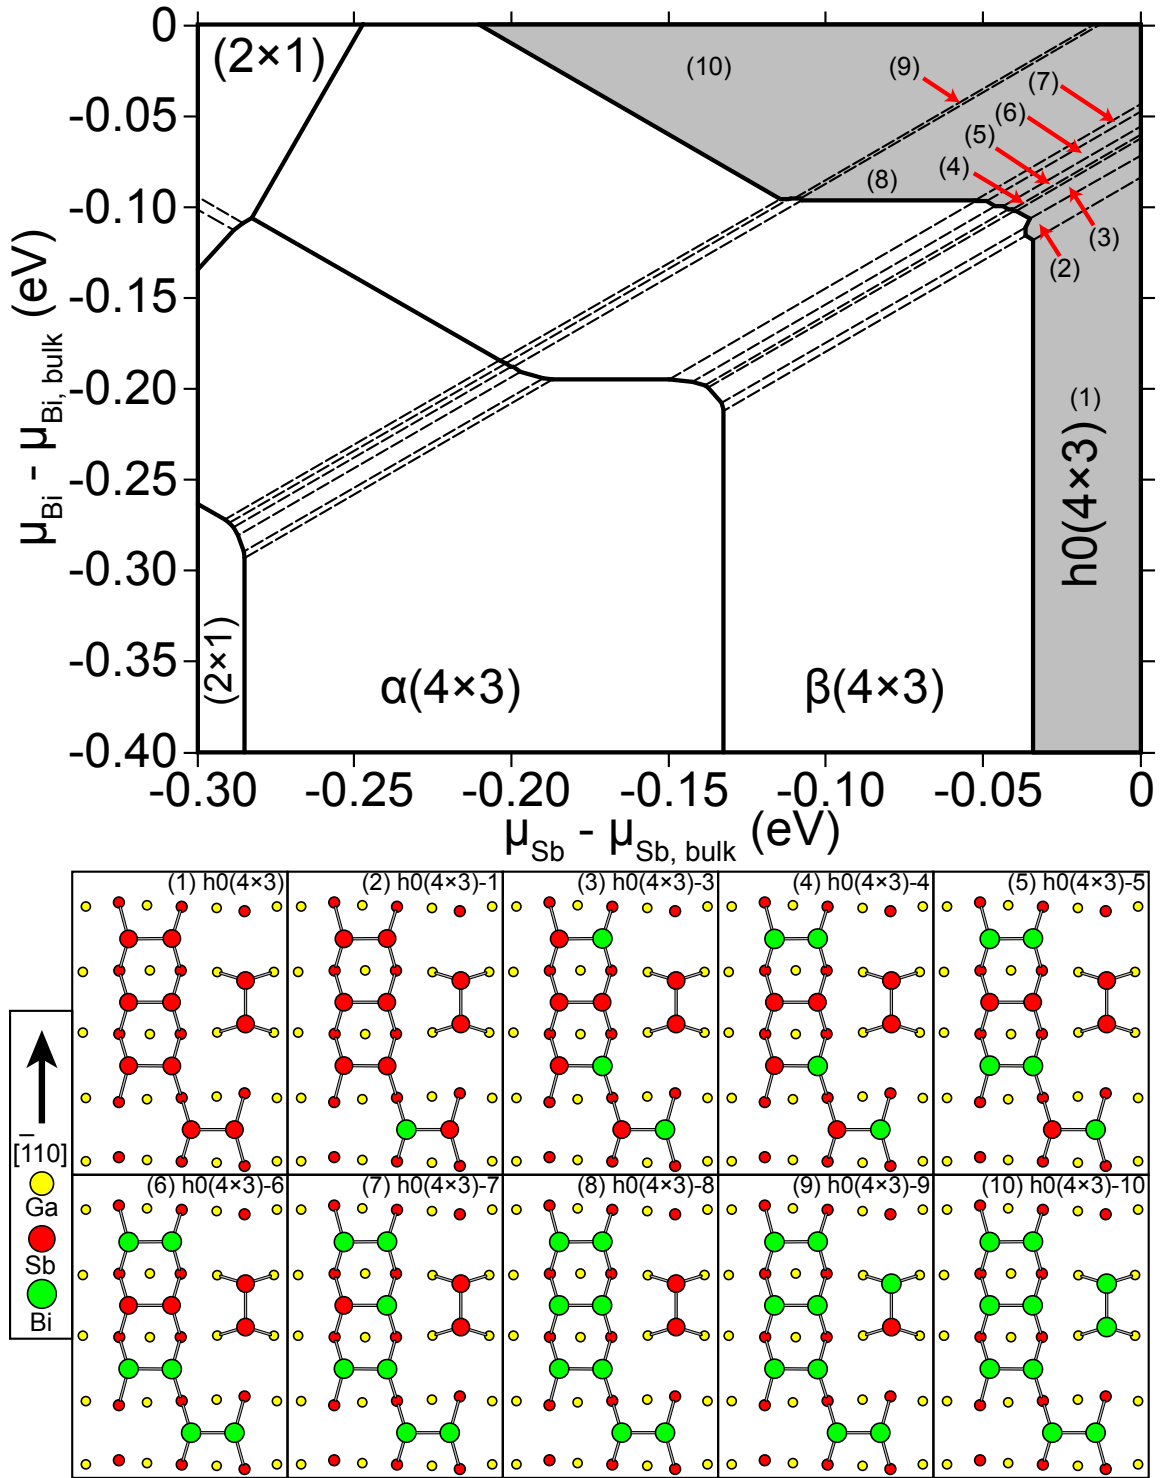 0
-0.05
-0.10
-0.15
-0.20
-0.25
-0.30
-0.35
-0.40
μBi - μBi, bulk (eV)
(2×1)
(10)
(9)
(7)
(6)
(5)
(4)
(8)
(3)
(2)
(1)
h0(4×3)
(2×1)
α(4×3)
β(4×3)
-0.30
-0.25
-0.20
-0.15
-0.10
-0.05
0
μSb - μSb, bulk (eV)
(1) h0(4×3)
(2) h0(4×3)-1
(3) h0(4×3)-3
(4) h0(4×3)-4
(5) h0(4×3)-5
[1̅10]
Ga
Sb
Bi
(6) h0(4×3)-6
(7) h0(4×3)-7
(8) h0(4×3)-8
(9) h0(4×3)-9
(10) h0(4×3)-10